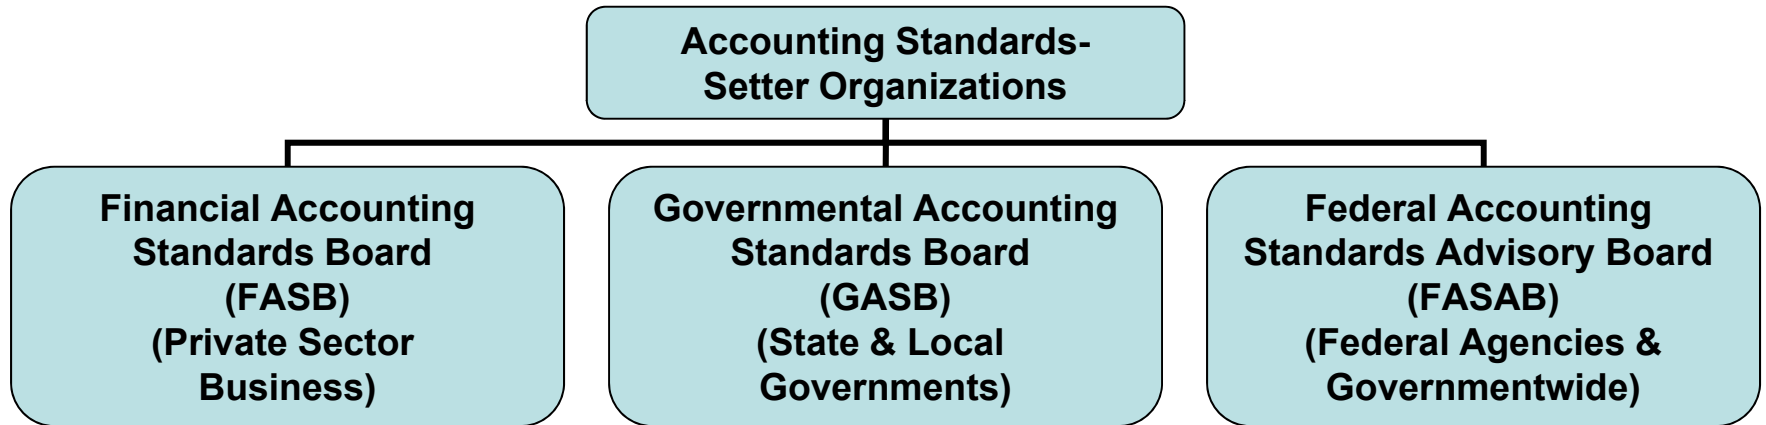 Accounting Standards-
Setter Organizations
Financial Accounting
Standards Board
(FASB)
(Private Sector
Business)
Governmental Accounting
Standards Board
(GASB)
(State & Local
Governments)
Federal Accounting
Standards Advisory Board
(FASAB)
(Federal Agencies &
Governmentwide)